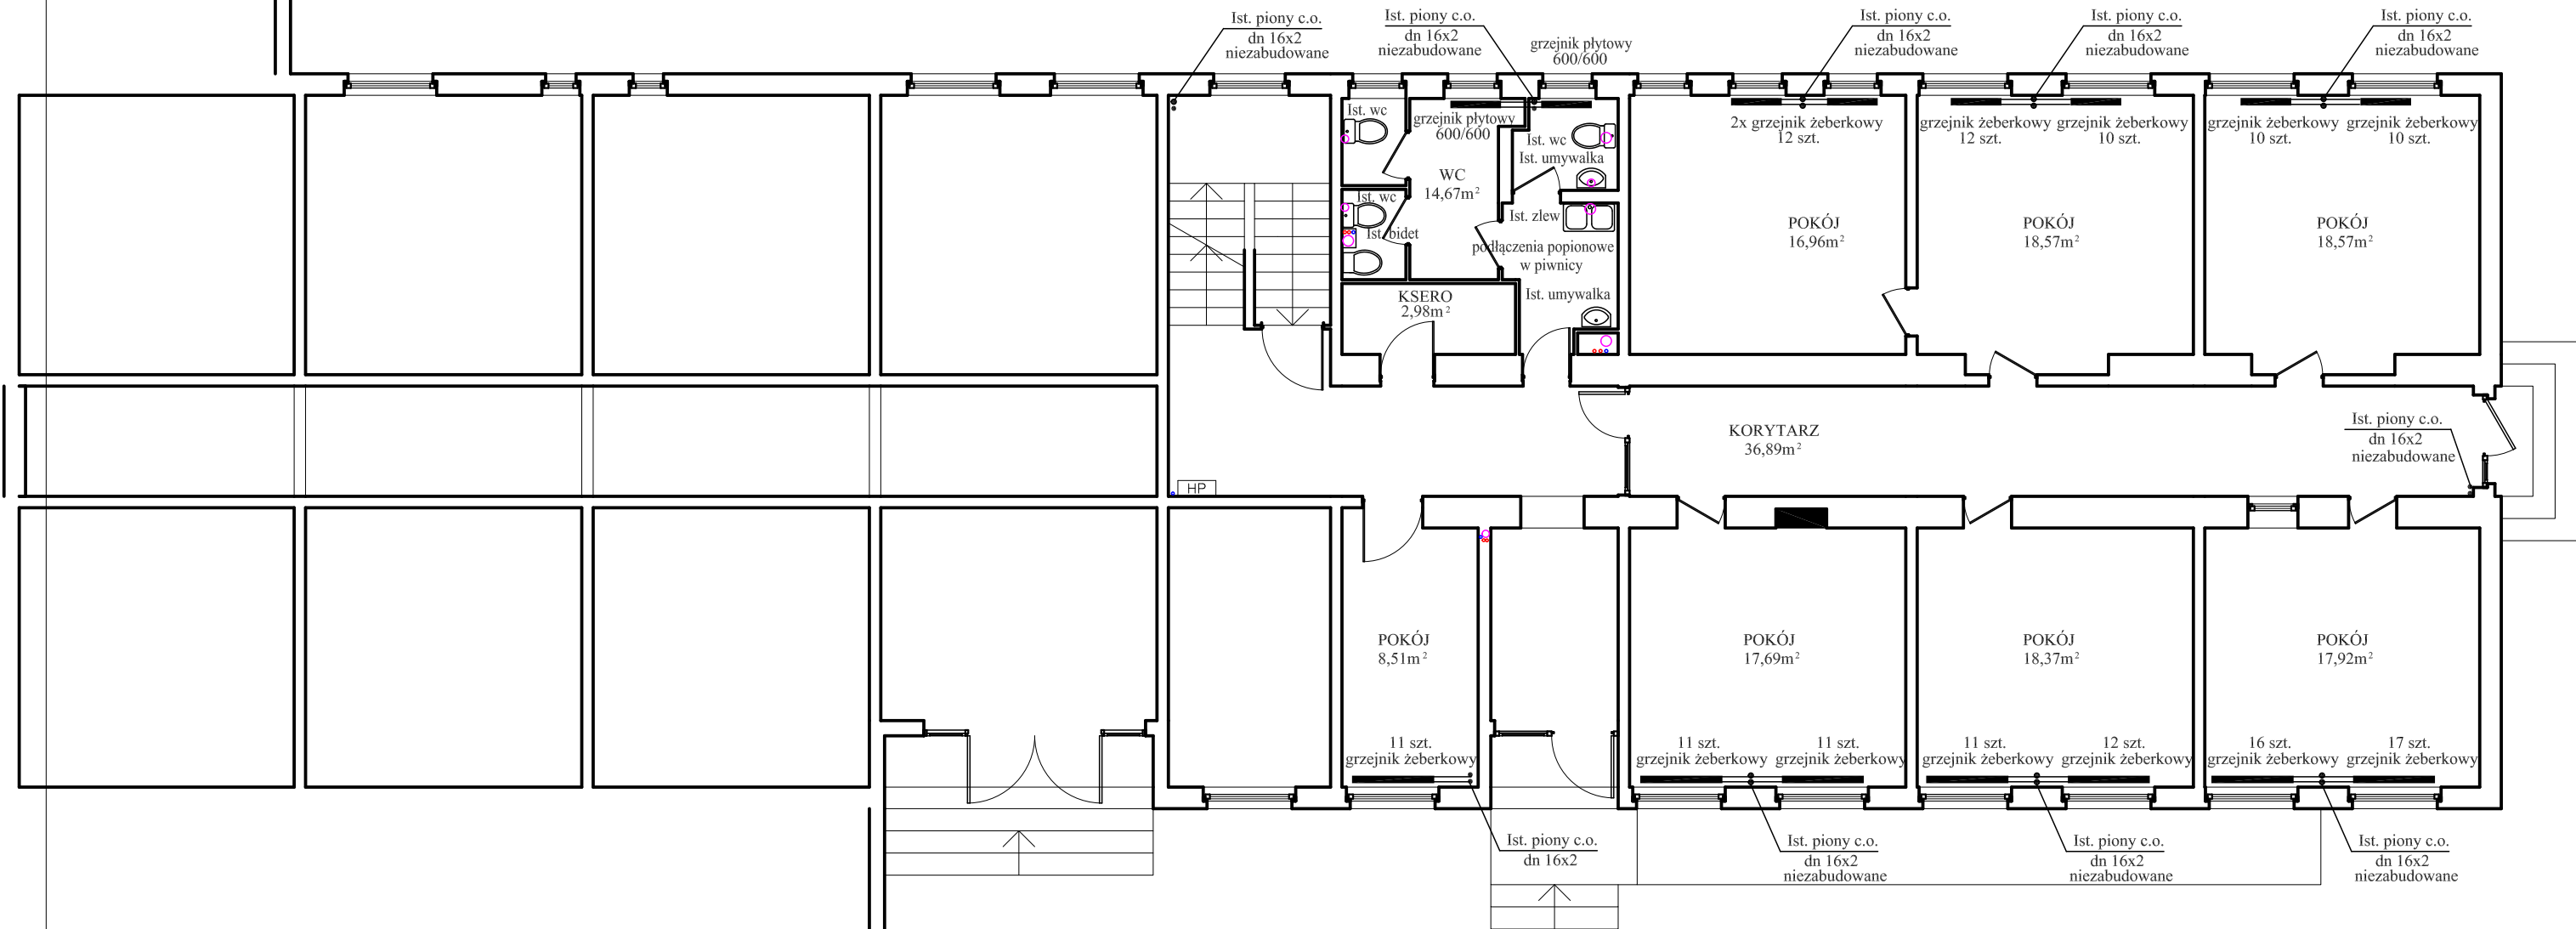 Ist. piony c.o.
dn 16x2
niezabudowane
Ist. piony c.o.
dn 16x2
niezabudowane
grzejnik płytowy
600/600
Ist. piony c.o.
dn 16x2
niezabudowane
Ist. piony c.o.
dn 16x2
niezabudowane
Ist. piony c.o.
dn 16x2
niezabudowane
Ist. wc
grzejnik płytowy
600/600
Ist. wc
Ist. umywalka
WC
14,67m²
Ist. wc
Ist. bidet
Ist. zlew
podłączenia popionowe
w piwnicy
Ist. umywalka
KSERO
2,98m²
2x grzejnik żeberkowy
12 szt.
POKÓJ
16,96m²
grzejnik żeberkowy
12 szt.
grzejnik żeberkowy
10 szt.
POKÓJ
18,57m²
grzejnik żeberkowy
10 szt.
grzejnik żeberkowy
10 szt.
POKÓJ
18,57m²
KORYTARZ
36,89m²
Ist. piony c.o.
dn 16x2
niezabudowane
HP
POKÓJ
8,51m²
11 szt.
grzejnik żeberkowy
POKÓJ
17,69m²
11 szt.
grzejnik żeberkowy
11 szt.
grzejnik żeberkowy
POKÓJ
18,37m²
11 szt.
grzejnik żeberkowy
12 szt.
grzejnik żeberkowy
POKÓJ
17,92m²
16 szt.
grzejnik żeberkowy
17 szt.
grzejnik żeberkowy
Ist. piony c.o.
dn 16x2
Ist. piony c.o.
dn 16x2
niezabudowane
Ist. piony c.o.
dn 16x2
niezabudowane
Ist. piony c.o.
dn 16x2
niezabudowane